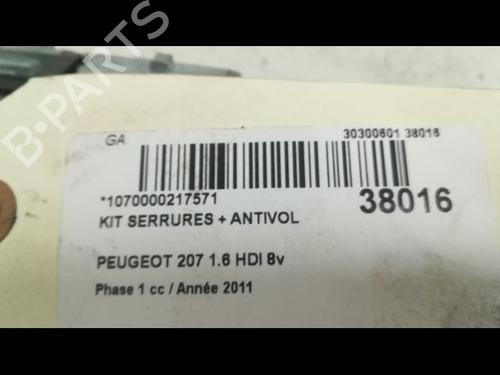 GA
30300601 38016
*1070000217571
38016
KIT SERRURES + ANTIVOL
PEUGEOT 207 1.6 HDI 8v
Phase 1 cc / Année 2011
B-PARTS